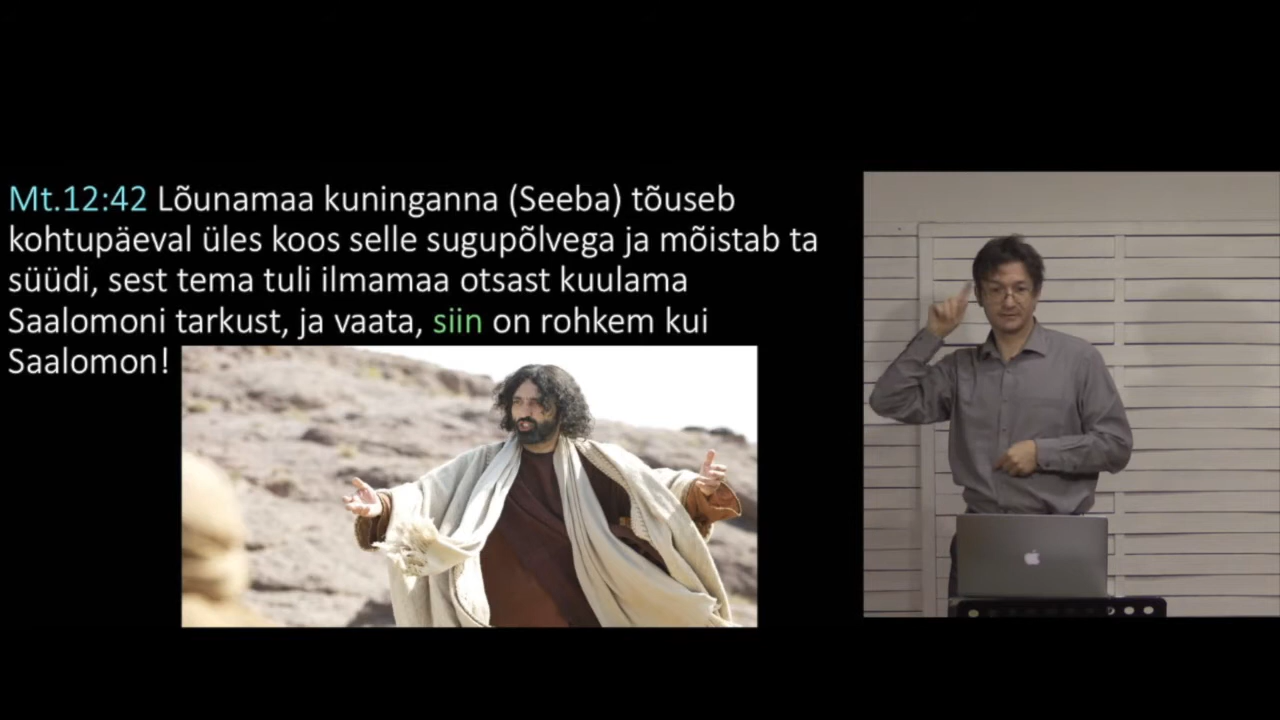 Mt.12:42 Lõunamaa kuninganna (Seeba) tõuseb
kohtupäeval üles koos selle sugupõlvega ja mõistab ta
süüdi, sest tema tuli ilmamaa otsast kuulama
Saalomoni tarkust, ja vaata, siin on rohkem kui
Saalomon!